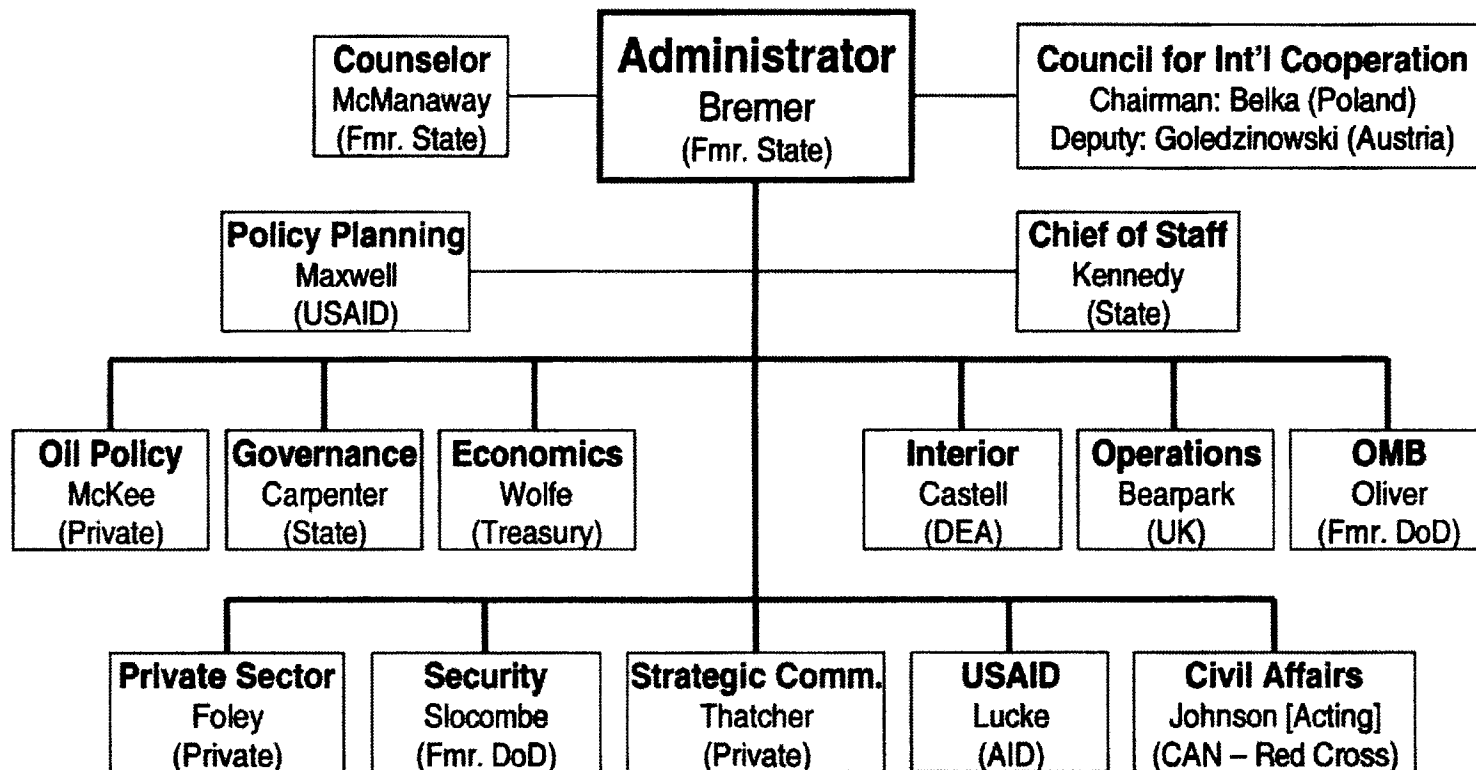 Counselor
McManaway
(Fmr. State)
Administrator
Bremer
(Fmr. State)
Council for Int'l Cooperation
Chairman: Belka (Poland)
Deputy: Goledzinowski (Austria)
Policy Planning
Maxwell
(USAID)
Chief of Staff
Kennedy
(State)
Oil Policy
McKee
(Private)
Governance
Carpenter
(State)
Economics
Wolfe
(Treasury)
Interior
Castell
(DEA)
Operations
Bearpark
(UK)
OMB
Oliver
(Fmr. DoD)
Private Sector
Foley
(Private)
Security
Slocombe
(Fmr. DoD)
Strategic Comm.
Thatcher
(Private)
USAID
Lucke
(AID)
Civil Affairs
Johnson [Acting]
(CAN – Red Cross)